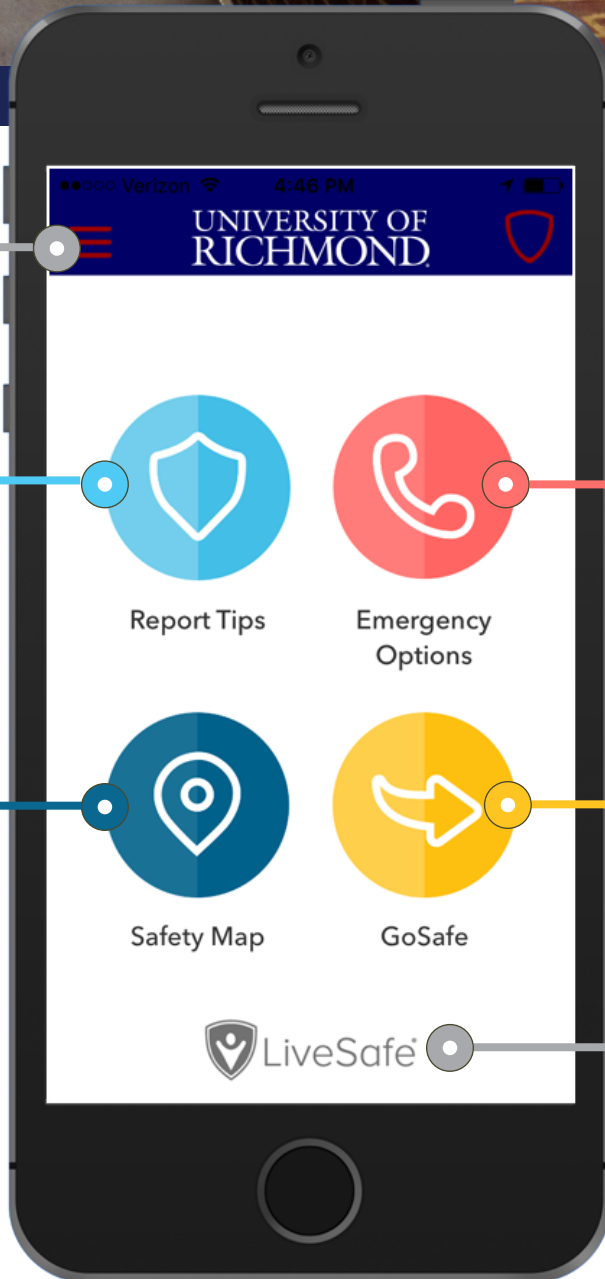 Verizon 4:46 PM
UNIVERSITY OF
RICHMOND
Report Tips
Emergency
Options
Safety Map
GoSafe
LiveSafe